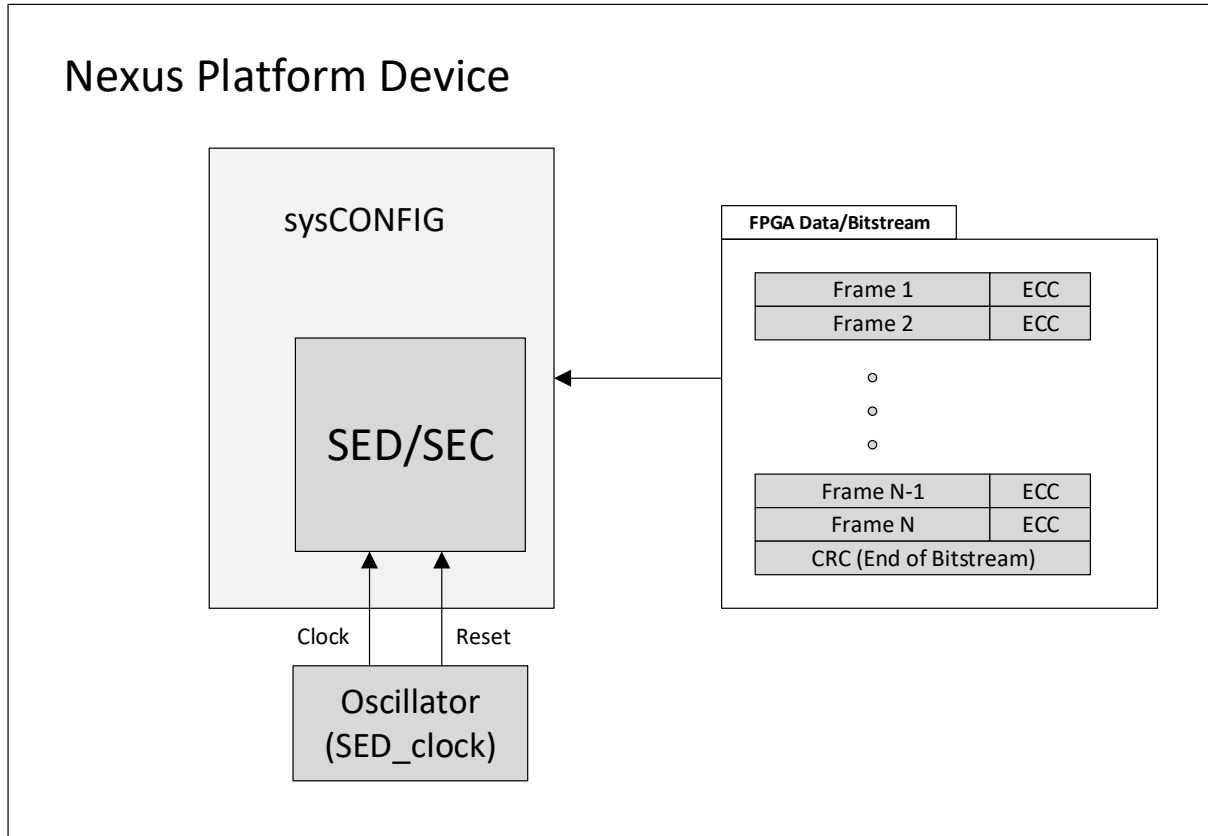 Nexus Platform Device
sysCONFIG
SED/SEC
Clock
Reset
Oscillator
(SED_clock)
FPGA Data/Bitstream
Frame 1
ECC
Frame 2
ECC
Frame N-1
ECC
Frame N
ECC
CRC (End of Bitstream)